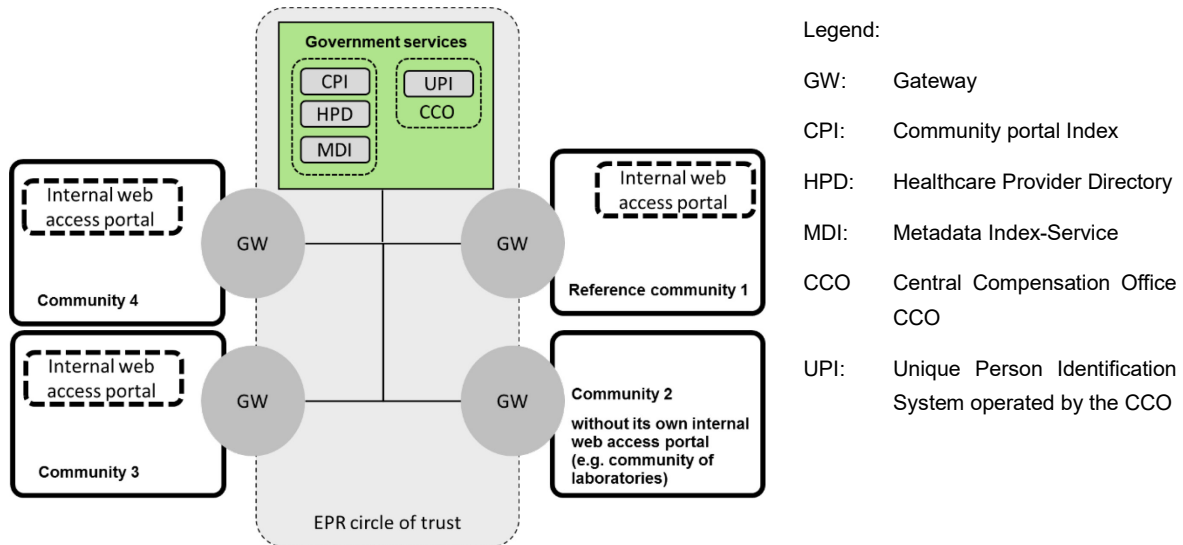 Government services
CPI
HPD
MDI
UPI
CCO
Internal web
access portal
GW
Community 4
GW
Internal web
access portal
Reference community 1
Internal web
access portal
GW
Community 3
GW
Community 2
without its own internal
web access portal
(e.g. community of
laboratories)
EPR circle of trust
Legend:
GW: Gateway
CPI: Community portal Index
HPD: Healthcare Provider Directory
MDI: Metadata Index-Service
CCO Central Compensation Office
CCO
UPI: Unique Person Identification
System operated by the CCO